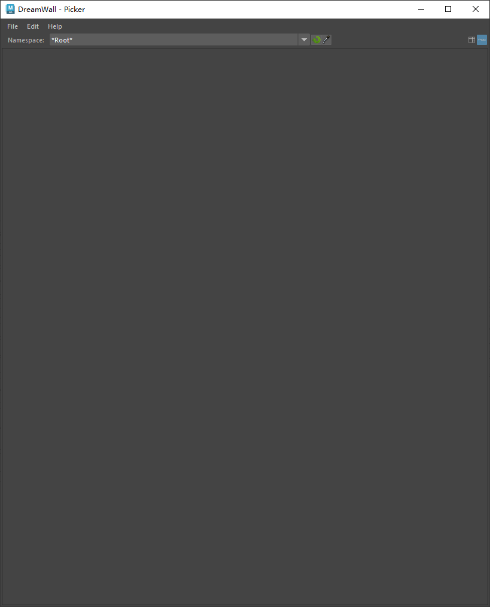 DreamWall - Picker
File Edit Help
Namespace: *Root*